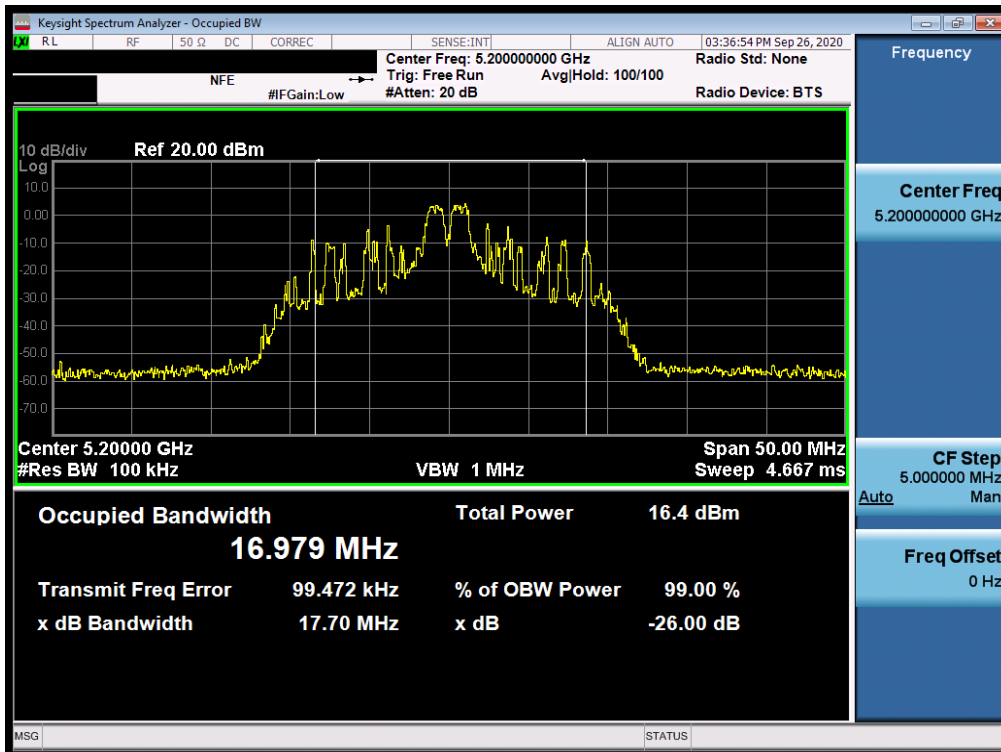 Keysight Spectrum Analyzer - Occupied BW
LXI RL RF 50 Ω DC CORREC SENSE:INT ALIGN AUTO 03:36:54 PM Sep 26, 2020
Center Freq: 5.200000000 GHz Radio Std: None
NFE Trig: Free Run Avg|Hold: 100/100
#IFGain:Low #Atten: 20 dB Radio Device: BTS
10 dB/div Ref 20.00 dBm
Log
10.0
0.00
-10.0
-20.0
-30.0
-40.0
-50.0
-60.0
-70.0
Center 5.20000 GHz Span 50.00 MHz
#Res BW 100 kHz VBW 1 MHz Sweep 4.667 ms
Occupied Bandwidth Total Power 16.4 dBm
16.979 MHz
Transmit Freq Error 99.472 kHz % of OBW Power 99.00 %
x dB Bandwidth 17.70 MHz x dB -26.00 dB
MSG STATUS
Frequency
Center Freq
5.200000000 GHz
CF Step
5.000000 MHz
Auto Man
Freq Offset
0 Hz